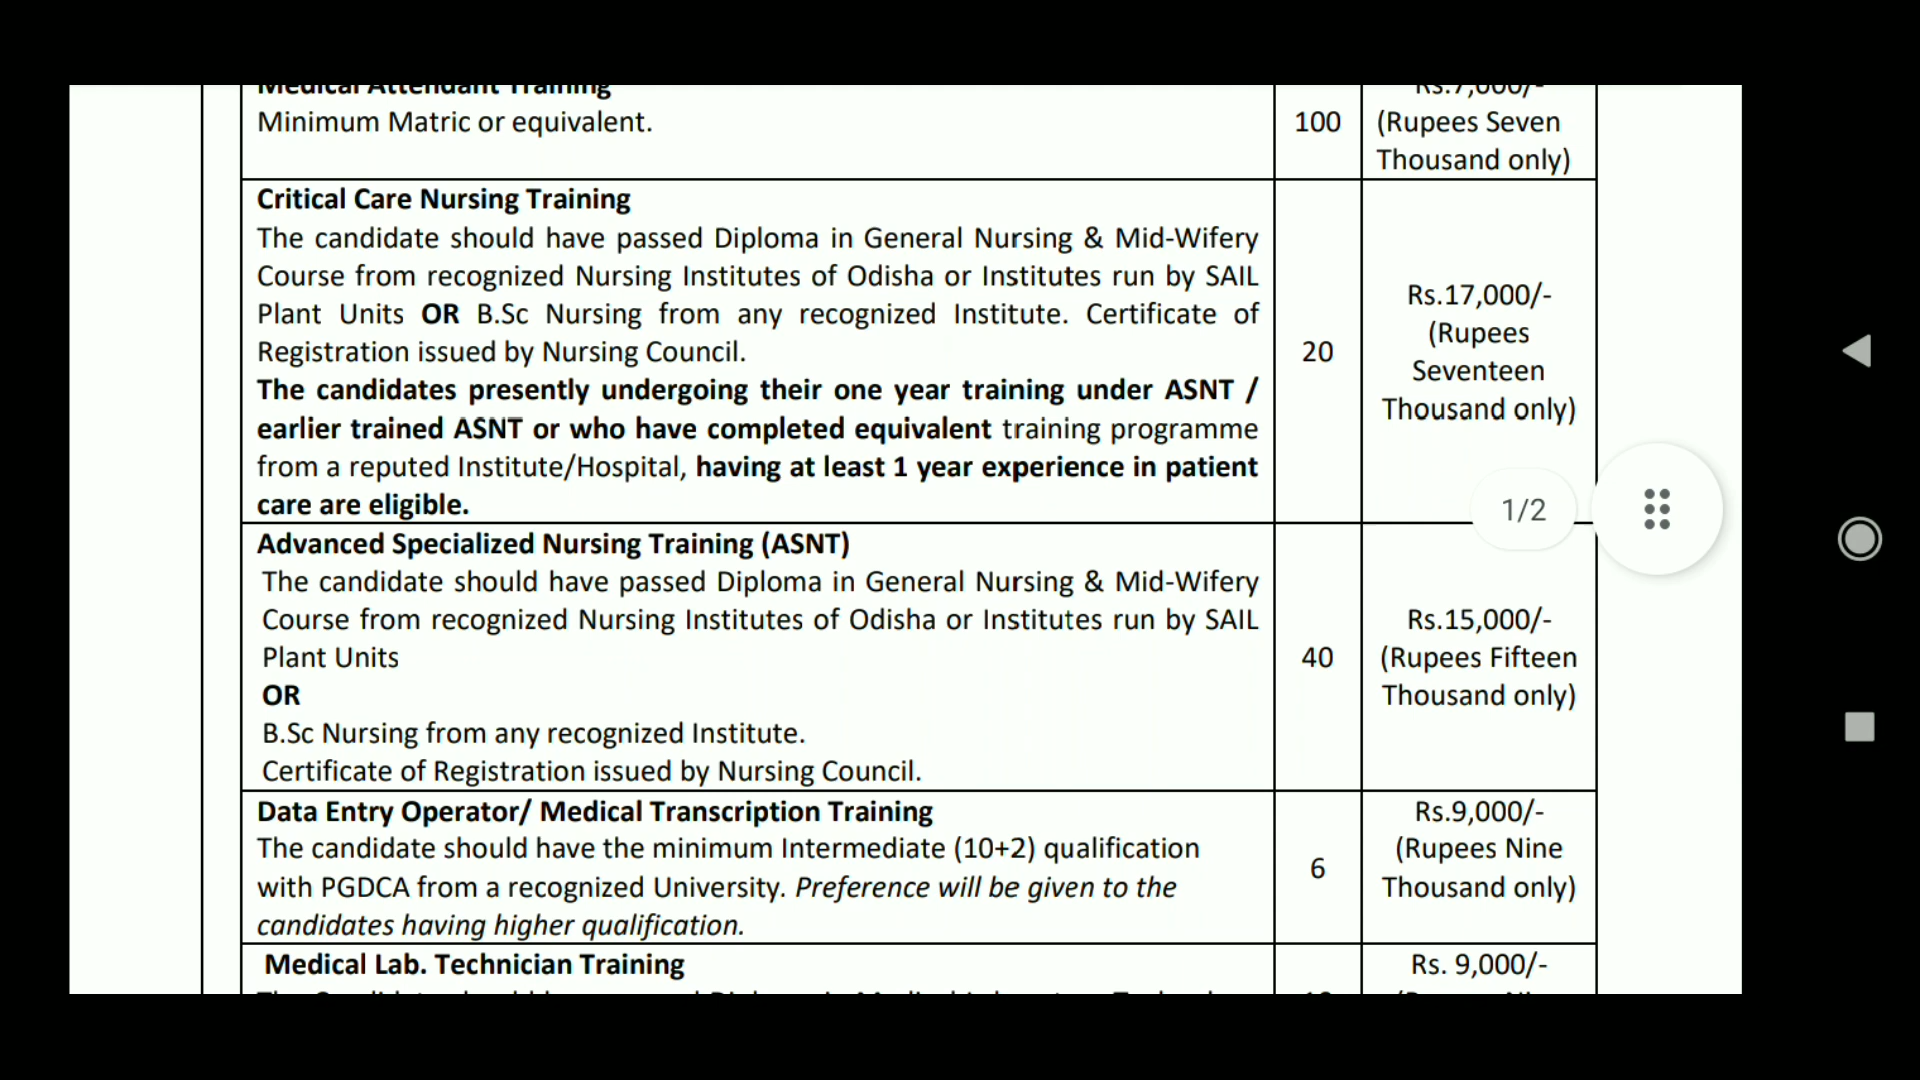 Medical Attendant Training
Minimum Matric or equivalent.
100
Rs.7,000/-
(Rupees Seven
Thousand only)
Critical Care Nursing Training
The candidate should have passed Diploma in General Nursing & Mid-Wifery
Course from recognized Nursing Institutes of Odisha or Institutes run by SAIL
Plant Units OR B.Sc Nursing from any recognized Institute. Certificate of
Registration issued by Nursing Council.
The candidates presently undergoing their one year training under ASNT /
earlier trained ASNT or who have completed equivalent training programme
from a reputed Institute/Hospital, having at least 1 year experience in patient
care are eligible.
20
Rs.17,000/-
(Rupees
Seventeen
Thousand only)
1/2
Advanced Specialized Nursing Training (ASNT)
The candidate should have passed Diploma in General Nursing & Mid-Wifery
Course from recognized Nursing Institutes of Odisha or Institutes run by SAIL
Plant Units
OR
B.Sc Nursing from any recognized Institute.
Certificate of Registration issued by Nursing Council.
40
Rs.15,000/-
(Rupees Fifteen
Thousand only)
Data Entry Operator/ Medical Transcription Training
The candidate should have the minimum Intermediate (10+2) qualification
with PGDCA from a recognized University. Preference will be given to the
candidates having higher qualification.
6
Rs.9,000/-
(Rupees Nine
Thousand only)
Medical Lab. Technician Training
Rs. 9,000/-